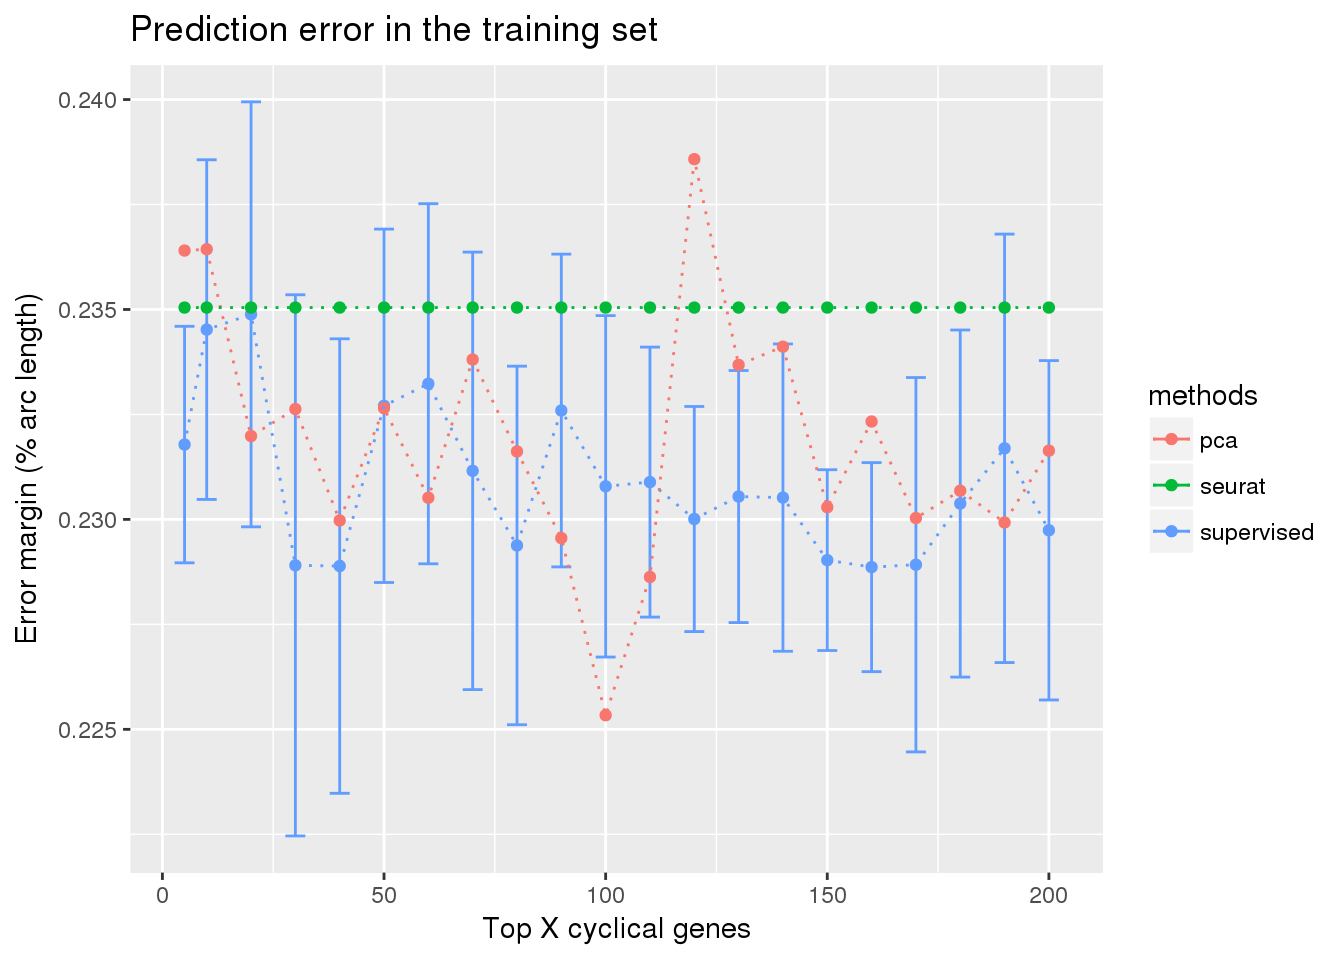 Prediction error in the training set
Error margin (% arc length)
0.240
0.235
0.230
0.225
0
50
100
150
200
Top X cyclical genes
methods
pca
seurat
supervised